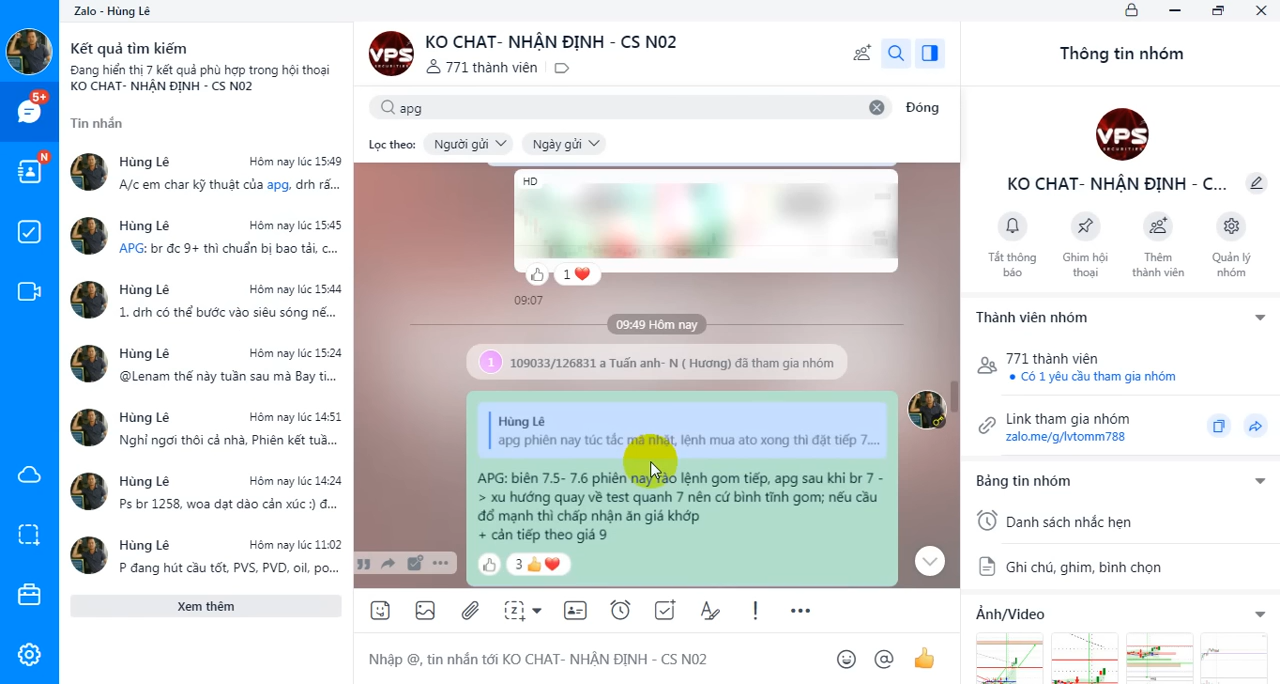 Zalo - Hùng Lê
Kết quả tìm kiếm
Đang hiển thị 7 kết quả phù hợp trong hội thoại
KO CHAT- NHẬN ĐỊNH - CS N02
Tin nhắn
Hùng Lê Hôm nay lúc 15:49
A/c em char kỹ thuật của apg, drh rấ...
Hùng Lê Hôm nay lúc 15:45
APG: br đc 9+ thì chuẩn bị bao tải, c...
Hùng Lê Hôm nay lúc 15:44
1. drh có thể bước vào siêu sóng nế...
Hùng Lê Hôm nay lúc 15:24
@Lenam thế này tuần sau mà Bay ti...
Hùng Lê Hôm nay lúc 14:51
Nghỉ ngơi thôi cả nhà, Phiên kết tuầ...
Hùng Lê Hôm nay lúc 14:24
Ps br 1258, woa dạt dào cản xúc :) đ...
Hùng Lê Hôm nay lúc 11:02
P đang hút cầu tốt, PVS, PVD, oil, po...
Xem thêm
5+
N
VPS
SECURITIES
KO CHAT- NHẬN ĐỊNH - CS N02
771 thành viên
apg
Đóng
Lọc theo: Người gửi Ngày gửi
HD
1
09:07
09:49 Hôm nay
1 109033/126831 a Tuấn anh- N ( Hương) đã tham gia nhóm
Hùng Lê
apg phiên nay túc tắc mà nhặt, lệnh mua ato xong thì đặt tiếp 7....
APG: biên 7.5- 7.6 phiên nay vào lệnh gom tiếp, apg sau khi br 7 -
> xu hướng quay về test quanh 7 nên cứ bình tĩnh gom; nếu cầu
đổ mạnh thì chấp nhận ăn giá khớp
+ cản tiếp theo giá 9
3
Nhập @, tin nhắn tới KO CHAT- NHẬN ĐỊNH - CS N02
Thông tin nhóm
VPS
SECURITIES
KO CHAT- NHẬN ĐỊNH - C...
Tắt thông
báo
Ghim hội
thoại
Thêm
thành viên
Quản lý
nhóm
Thành viên nhóm
771 thành viên
• Có 1 yêu cầu tham gia nhóm
Link tham gia nhóm
zalo.me/g/lvtomm788
Bảng tin nhóm
Danh sách nhắc hẹn
Ghi chú, ghim, bình chọn
Ảnh/Video